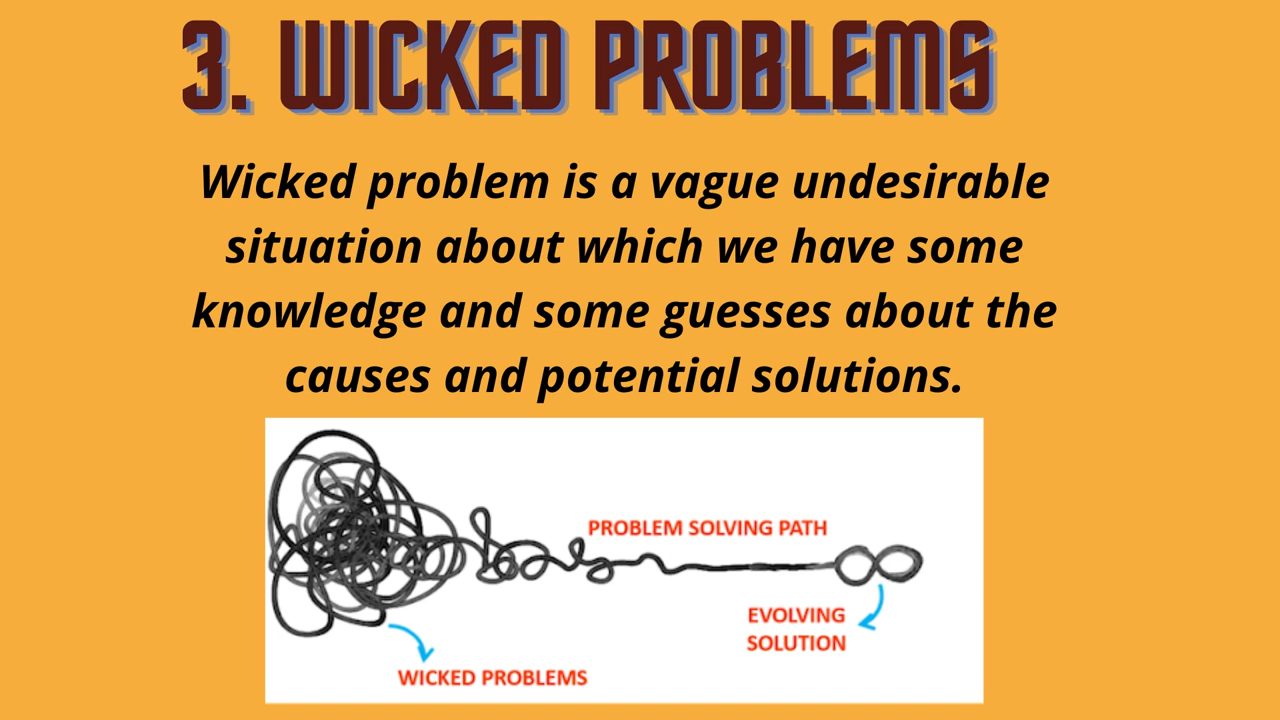 3. WICKED PROBLEMS
Wicked problem is a vague undesirable
situation about which we have some
knowledge and some guesses about the
causes and potential solutions.
PROBLEM SOLVING PATH
EVOLVING
SOLUTION
WICKED PROBLEMS